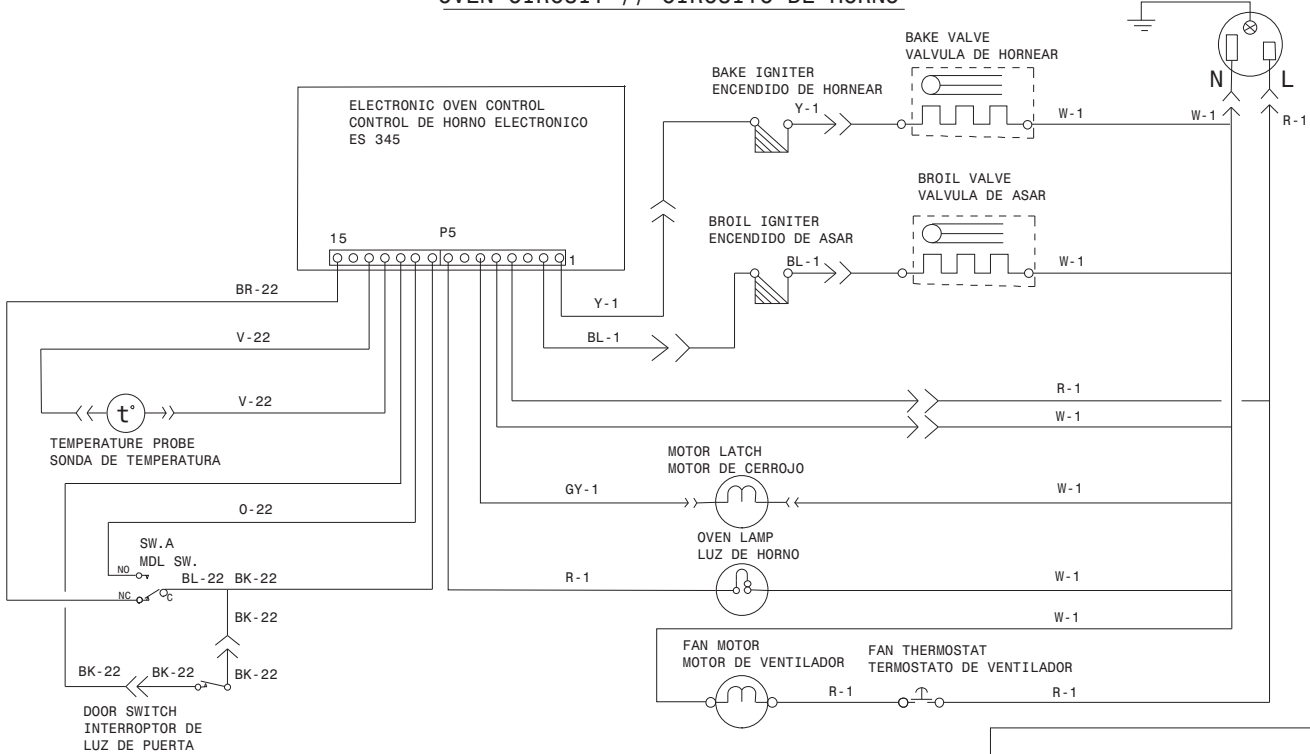 OVEN CIRCUIT // CIRCUITO DE HORNO
BAKE VALVE
VALVULA DE HORNEAR
BAKE IGNITER
ENCENDIDO DE HORNEAR
N
L
ELECTRONIC OVEN CONTROL
CONTROL DE HORNO ELECTRONICO
ES 345
Y-1
W-1
W-1
R-1
BROIL VALVE
VALVULA DE ASAR
BROIL IGNITER
ENCENDIDO DE ASAR
15
P5
1
BL-1
W-1
BR-22
Y-1
V-22
BL-1
V-22
R-1
t°
W-1
TEMPERATURE PROBE
SONDA DE TEMPERATURA
MOTOR LATCH
MOTOR DE CERROJO
GY-1
W-1
O-22
OVEN LAMP
LUZ DE HORNO
SW.A
MDL SW.
NO
BL-22 BK-22
R-1
W-1
NC
C
BK-22
W-1
FAN MOTOR
MOTOR DE VENTILADOR
FAN THERMOSTAT
TERMOSTATO DE VENTILADOR
BK-22
BK-22
BK-22
R-1
R-1
DOOR SWITCH
INTERROPTOR DE
LUZ DE PUERTA